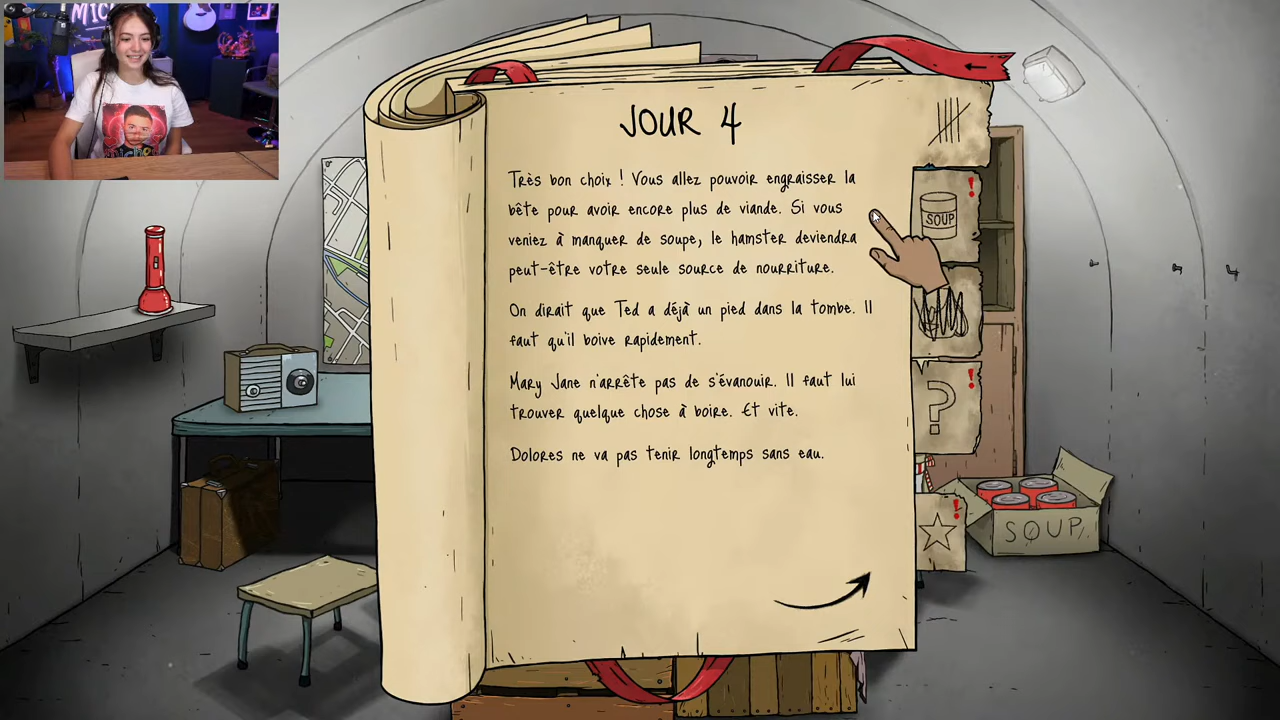 MIC
JOUR 4
Très bon choix ! Vous allez pouvoir engraisser la
bête pour avoir encore plus de viande. Si vous
veniez à manquer de soupe, le hamster deviendra
peut-être votre seule source de nourriture.
On dirait que Ted a déjà un pied dans la tombe. Il
faut qu'il boive rapidement.
Mary Jane n'arrête pas de s'évanouir. Il faut lui
trouver quelque chose à boire. Et vite.
Dolores ne va pas tenir longtemps sans eau.
!
SOUP
?
!
!
SOUP